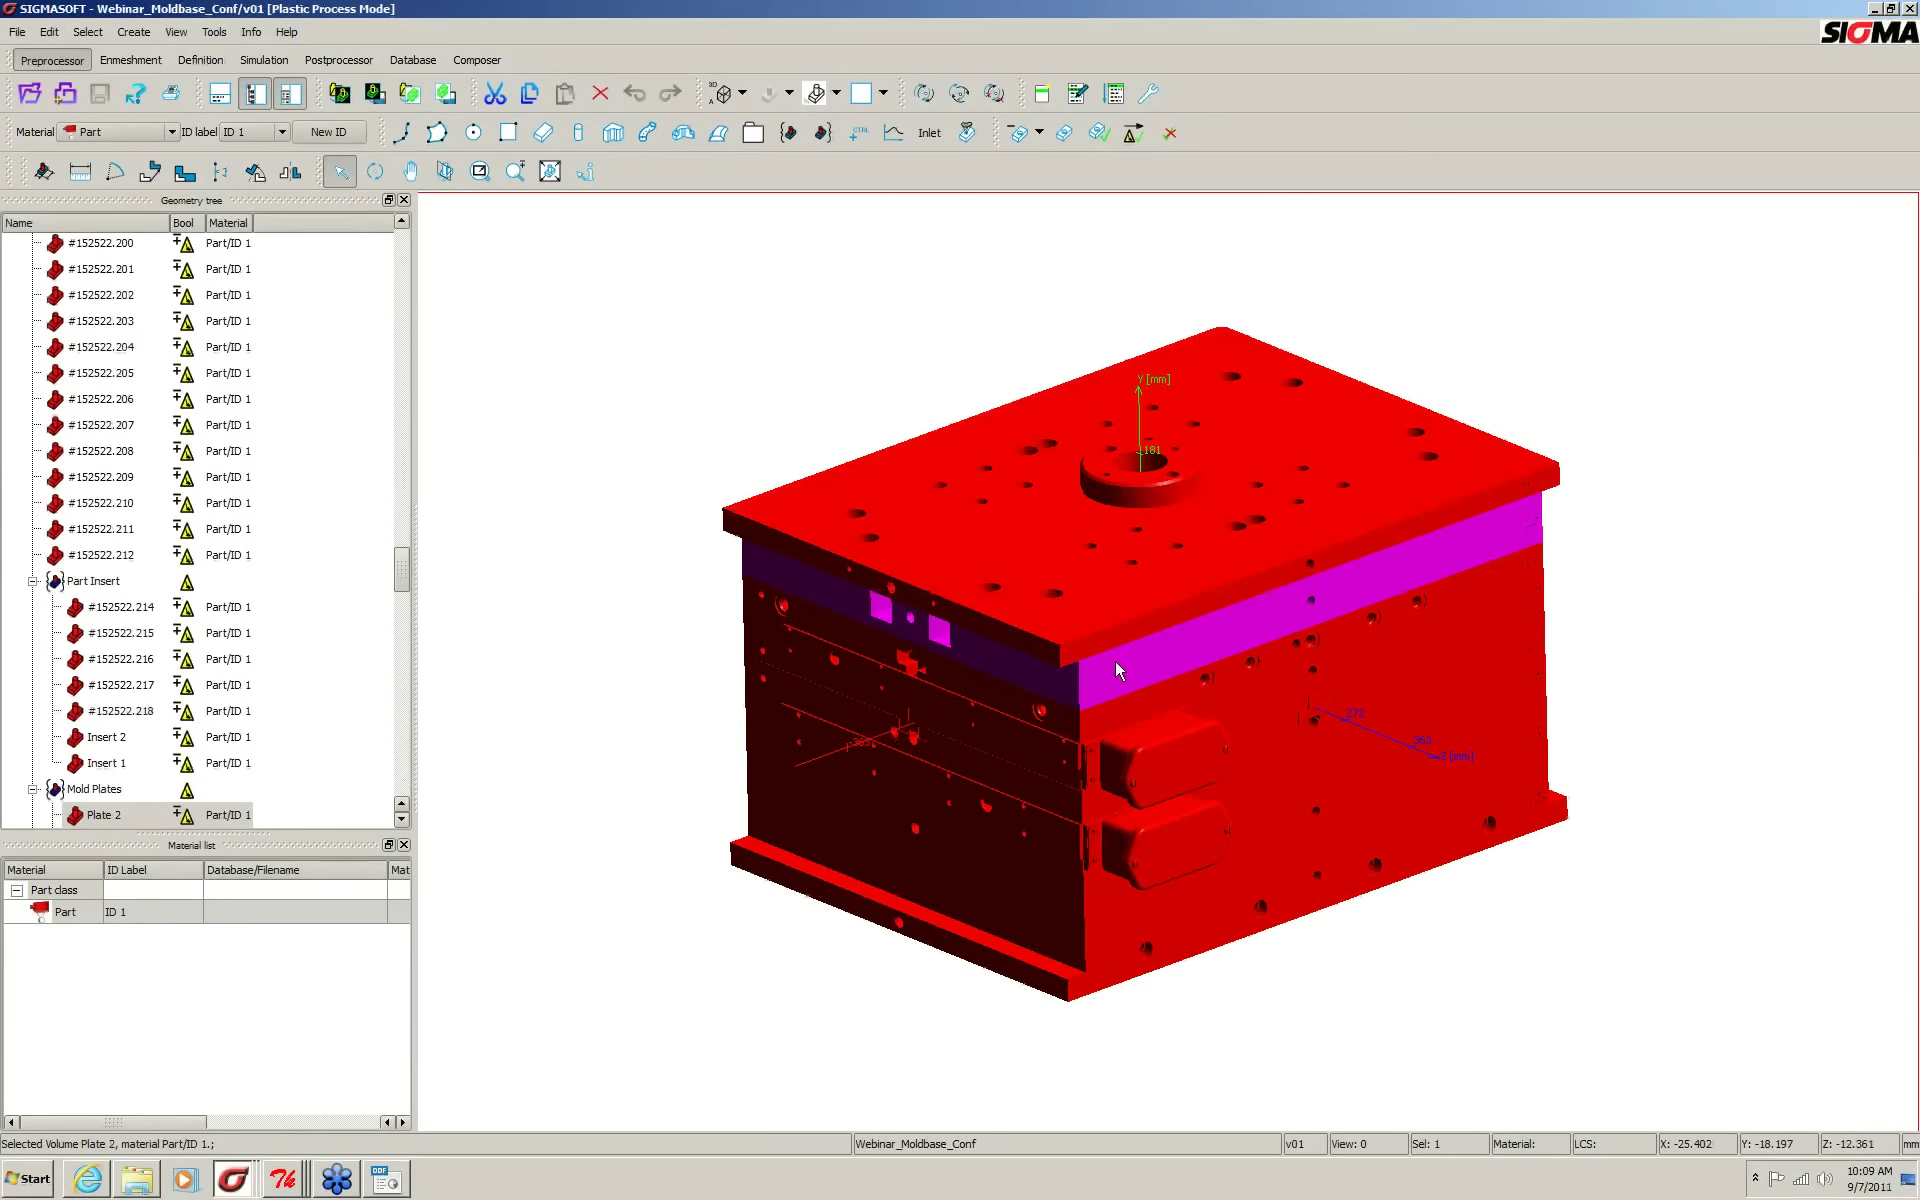 SIGMASOFT - Webinar_Moldbase_Conf/v01 [Plastic Process Mode]
File Edit Select Create View Tools Info Help
SIGMA
Preprocessor Enmeshment Definition Simulation Postprocessor Database Composer
Material Part ID label ID 1 New ID Inlet
Geometry tree
Name Bool Material
#152522.200 Part/ID 1
#152522.201 Part/ID 1
#152522.202 Part/ID 1
#152522.203 Part/ID 1
#152522.204 Part/ID 1
#152522.205 Part/ID 1
#152522.206 Part/ID 1
#152522.207 Part/ID 1
#152522.208 Part/ID 1
#152522.209 Part/ID 1
#152522.210 Part/ID 1
#152522.211 Part/ID 1
#152522.212 Part/ID 1
Part Insert
#152522.214 Part/ID 1
#152522.215 Part/ID 1
#152522.216 Part/ID 1
#152522.217 Part/ID 1
#152522.218 Part/ID 1
Insert 2 Part/ID 1
Insert 1 Part/ID 1
Mold Plates
Plate 2 Part/ID 1
Y [mm]
181
272
363
Z [mm]
Material list
Material ID Label Database/Filename Mat
Part class
Part ID 1
Selected Volume Plate 2, material Part/ID 1.; Webinar_Moldbase_Conf v01 View: 0 Sel: 1 Material: LCS: X: -25.402 Y: -18.197 Z: -12.361 mm
Start Th 10:09 AM
9/7/2011